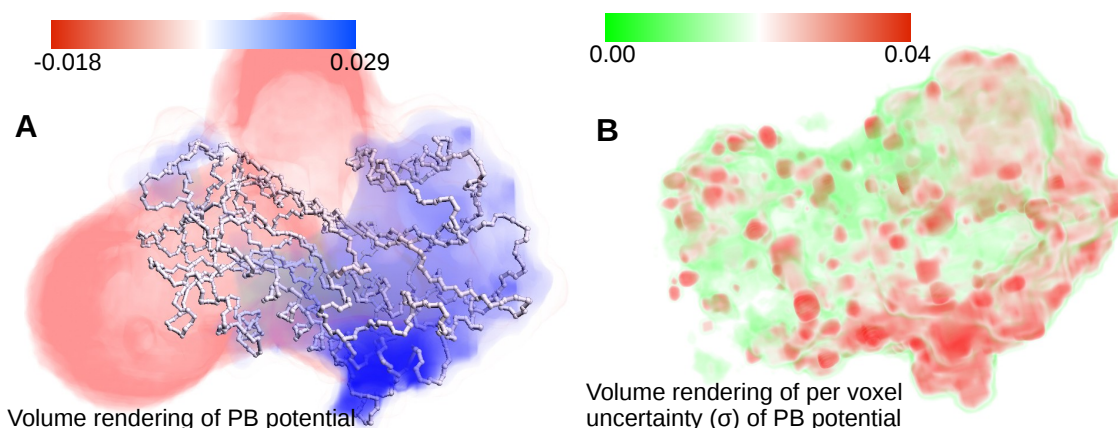 -0.018 0.029
A
Volume rendering of PB potential
0.00 0.04
B
Volume rendering of per voxel
uncertainty (σ) of PB potential